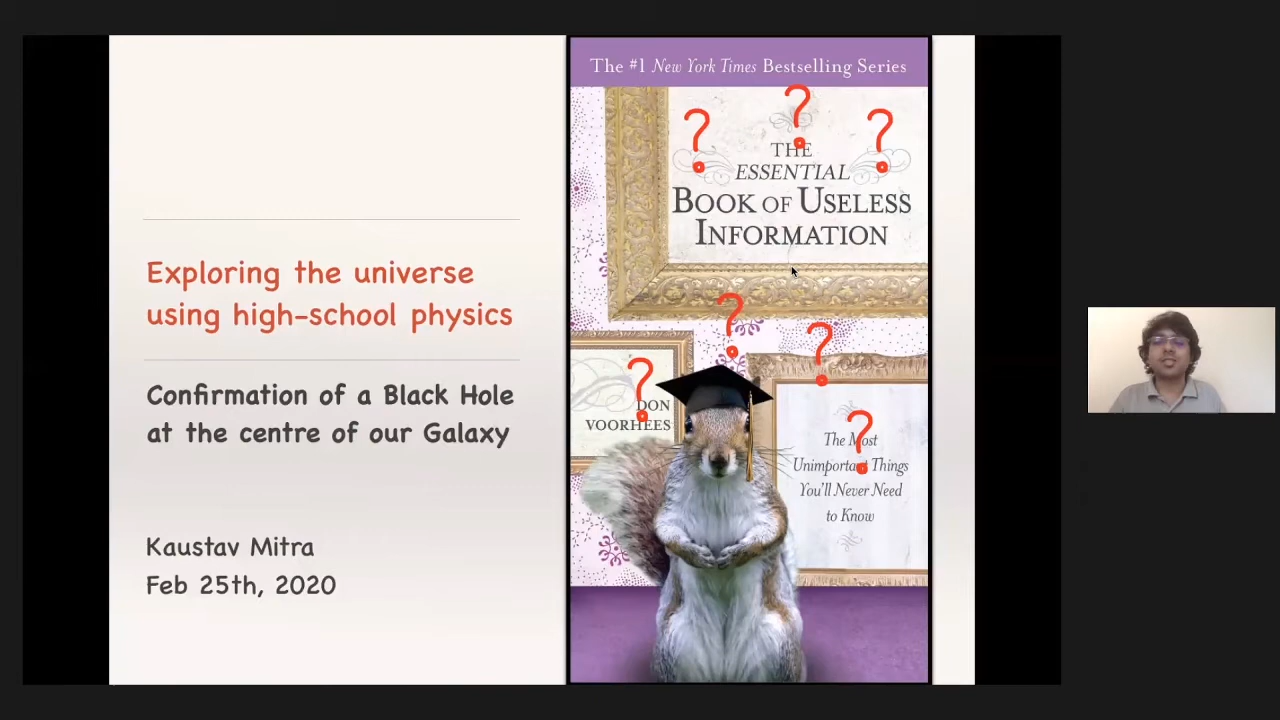 Exploring the universe
using high-school physics
Confirmation of a Black Hole
at the centre of our Galaxy
Kaustav Mitra
Feb 25th, 2020
The #1 New York Times Bestselling Series
? ? ?
THE
ESSENTIAL
BOOK OF USELESS
INFORMATION
? ? ?
DON
VOORHEES
?
The Most
Unimportant Things
You'll Never Need
to Know